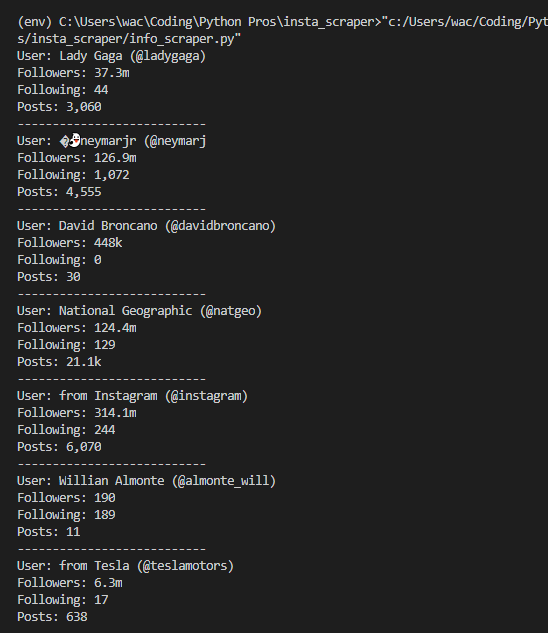 (env) C:\Users\wac\Coding\Python Pros\insta_scraper>"c:/Users/wac/Coding/Pyt
s/insta_scraper/info_scraper.py"
User: Lady Gaga (@ladygaga)
Followers: 37.3m
Following: 44
Posts: 3,060
---------------------------
User: �👻neymarjr (@neymarj
Followers: 126.9m
Following: 1,072
Posts: 4,555
---------------------------
User: David Broncano (@davidbroncano)
Followers: 448k
Following: 0
Posts: 30
---------------------------
User: National Geographic (@natgeo)
Followers: 124.4m
Following: 129
Posts: 21.1k
---------------------------
User: from Instagram (@instagram)
Followers: 314.1m
Following: 244
Posts: 6,070
---------------------------
User: Willian Almonte (@almonte_will)
Followers: 190
Following: 189
Posts: 11
---------------------------
User: from Tesla (@teslamotors)
Followers: 6.3m
Following: 17
Posts: 638